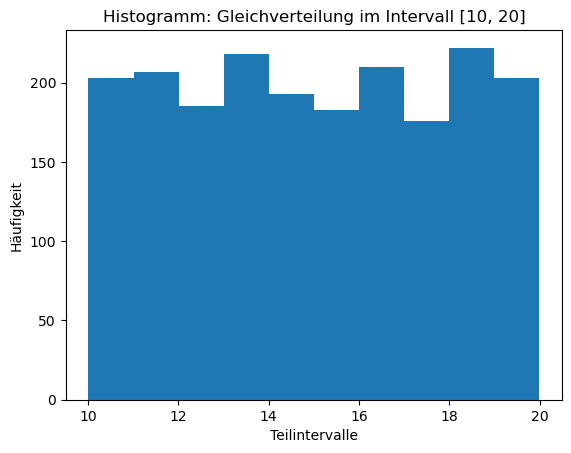 Histogramm: Gleichverteilung im Intervall [10, 20]
Häufigkeit
200
150
100
50
0
10 12 14 16 18 20
Teilintervalle